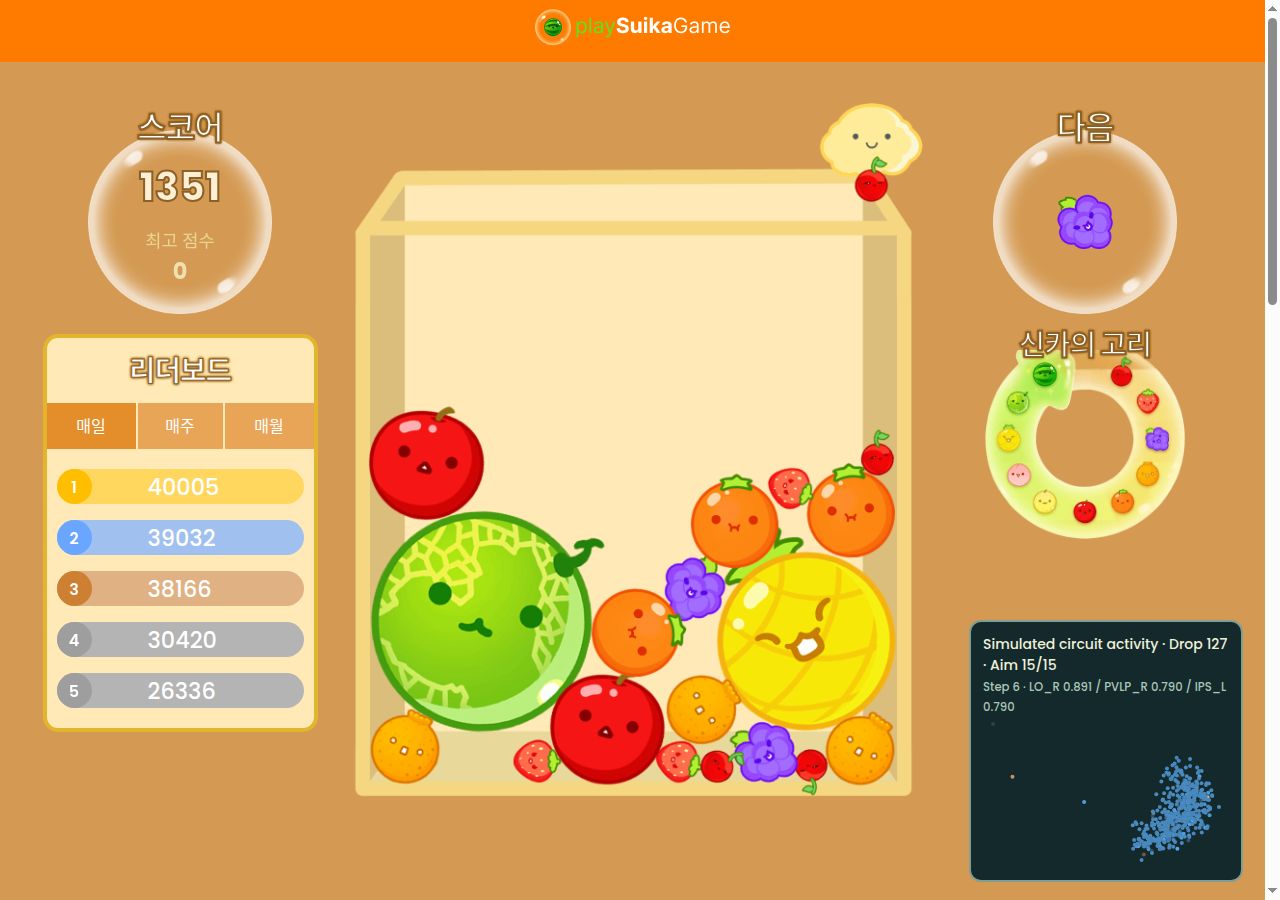 playSuikaGame
스코어
1351
최고 점수
0
다음
신카의 고리
리더보드
매일 매주 매월
1 40005
2 39032
3 38166
4 30420
5 26336
Simulated circuit activity · Drop 127
· Aim 15/15
Step 6 · LO_R 0.891 / PVLP_R 0.790 / IPS_L
0.790